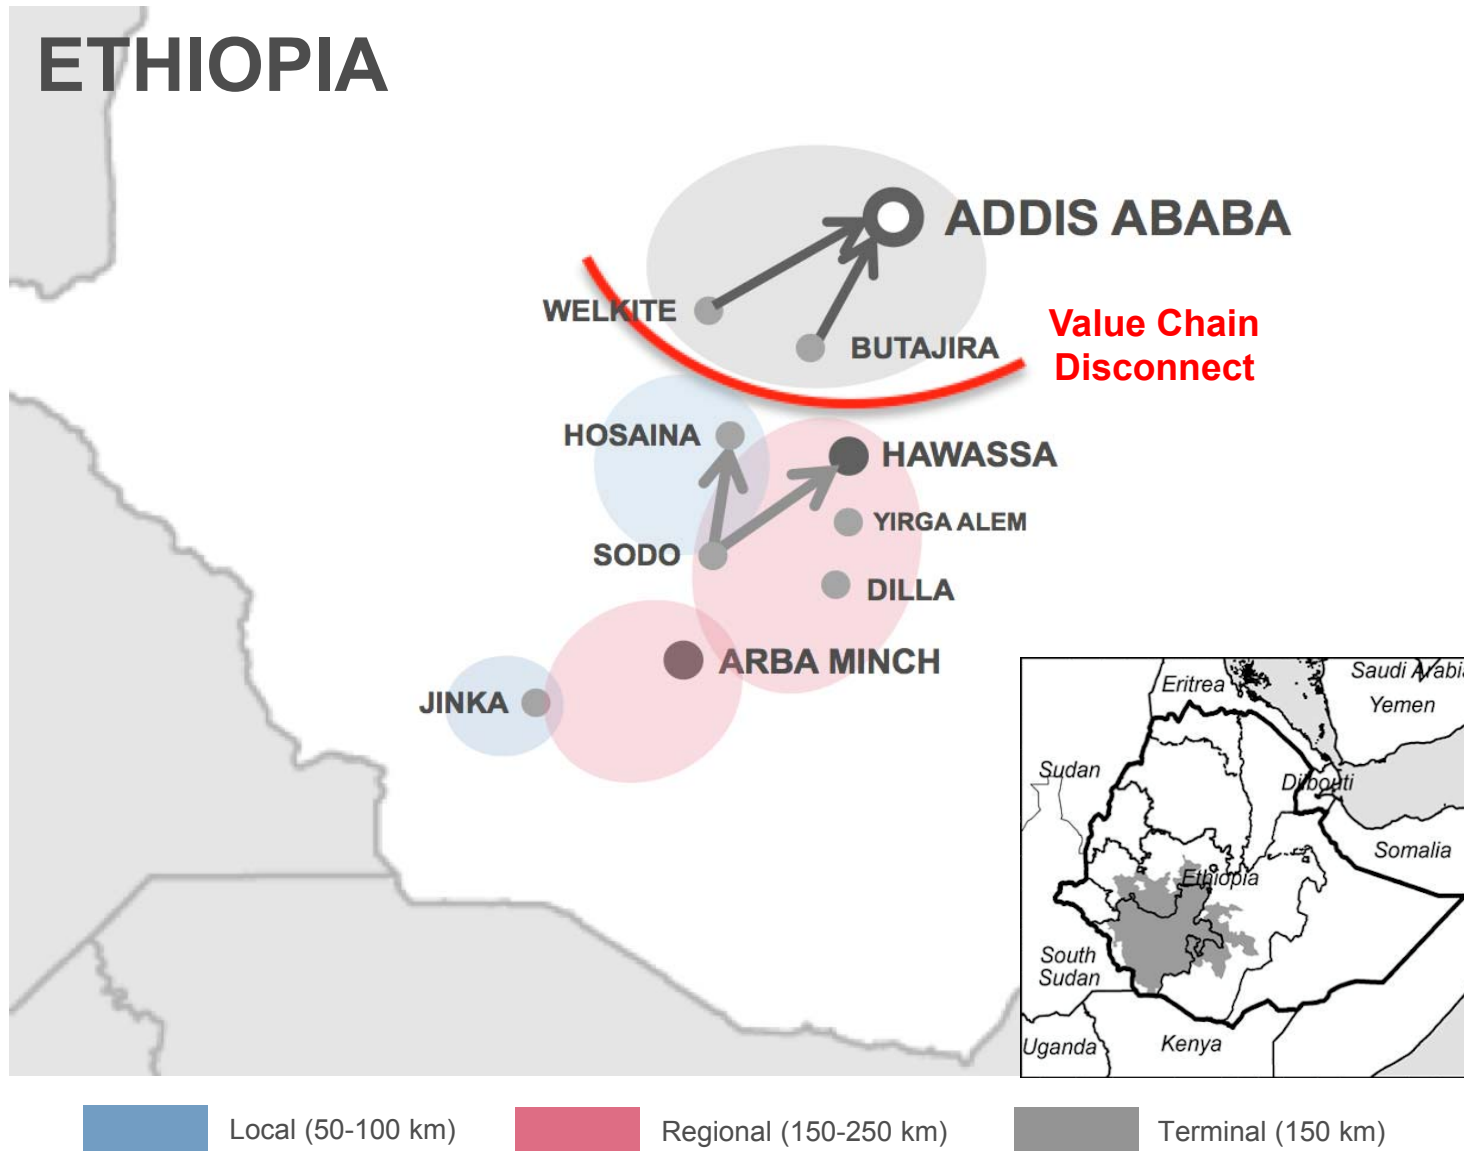 ETHIOPIA
ADDIS ABABA
WELKITE
BUTAJIRA
Value Chain
Disconnect
HOSAINA
HAWASSA
YIRGA ALEM
SODO
DILLA
ARBA MINCH
JINKA
Saudi Arabia
Eritrea
Yemen
Sudan
Djibouti
Somalia
Ethiopia
South
Sudan
Uganda
Kenya
Local (50-100 km)
Regional (150-250 km)
Terminal (150 km)